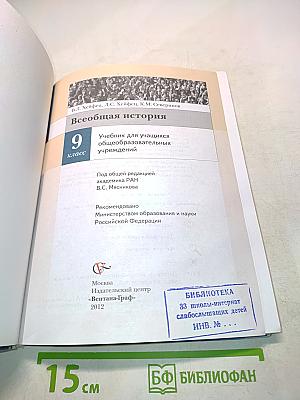 В.Л. Хейфец, Л.С. Хейфец, К.М. Северинов
Всеобщая история
9
класс
Учебник для учащихся
общеобразовательных
учреждений
Под общей редакцией
академика РАН
В.С. Мясникова
Рекомендовано
Министерством образования и науки
Российской Федерации
Москва
Издательский центр
«Вентана-Граф»
2012
БИБЛИОТЕКА
33 школы-интернат
слабослышащих детей
ИНВ. № . . .
15 см
БФ БИБЛИОФАН